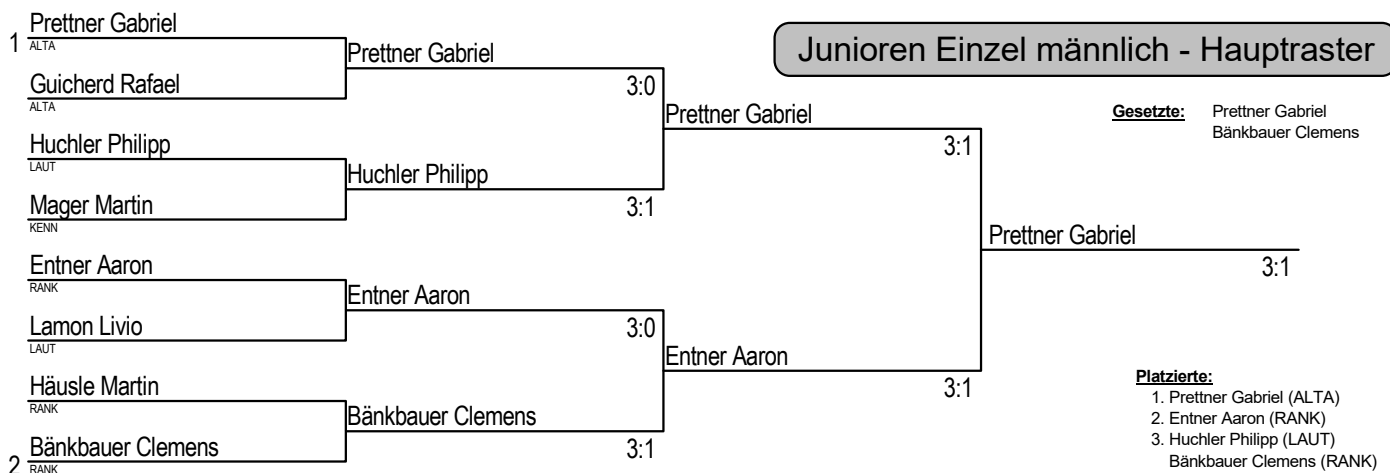 Junioren Einzel männlich - Hauptraster
Gesetzte: Prettner Gabriel
Bänkbauer Clemens
1 Prettner Gabriel
ALTA
Guicherd Rafael
ALTA
Huchler Philipp
LAUT
Mager Martin
KENN
Entner Aaron
RANK
Lamon Livio
LAUT
Häusle Martin
RANK
2 Bänkbauer Clemens
RANK
Prettner Gabriel
3:0
Huchler Philipp
3:1
Entner Aaron
3:0
Bänkbauer Clemens
3:1
Prettner Gabriel
3:1
Entner Aaron
3:1
Prettner Gabriel
3:1
Platzierte:
1. Prettner Gabriel (ALTA)
2. Entner Aaron (RANK)
3. Huchler Philipp (LAUT)
Bänkbauer Clemens (RANK)